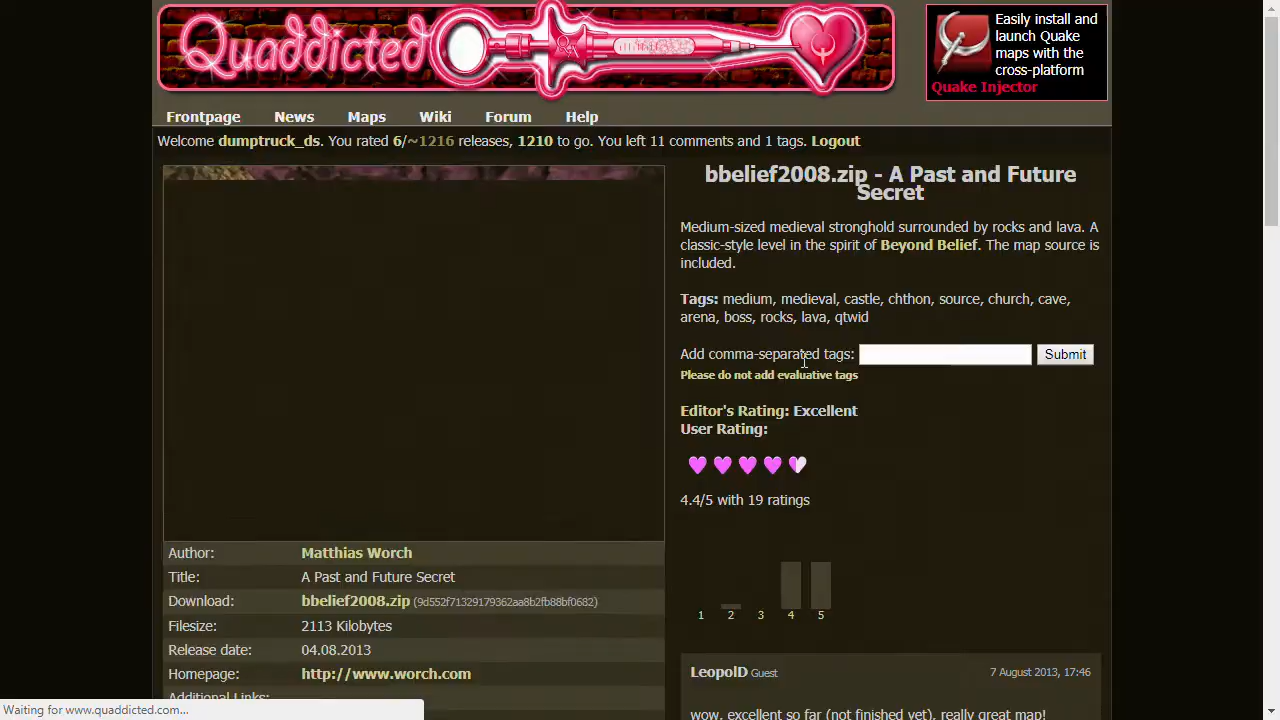 Quaddicted
Easily install and
launch Quake
maps with the
cross-platform
Quake Injector
Frontpage News Maps Wiki Forum Help
Welcome dumptruck_ds. You rated 6/~1216 releases, 1210 to go. You left 11 comments and 1 tags. Logout
bbelief2008.zip - A Past and Future
Secret
Medium-sized medieval stronghold surrounded by rocks and lava. A
classic-style level in the spirit of Beyond Belief. The map source is
included.
Tags: medium, medieval, castle, chthon, source, church, cave,
arena, boss, rocks, lava, qtwid
Add comma-separated tags: Submit
Please do not add evaluative tags
Editor's Rating: Excellent
User Rating:
4.4/5 with 19 ratings
1 2 3 4 5
Author: Matthias Worch
Title: A Past and Future Secret
Download: bbelief2008.zip (9d552f71329179362aa8b2fb88bf0682)
Filesize: 2113 Kilobytes
Release date: 04.08.2013
Homepage: http://www.worch.com
Additional Links:
LeopolD Guest 7 August 2013, 17:46
wow, excellent so far (not finished yet), really great map!
Waiting for www.quaddicted.com...